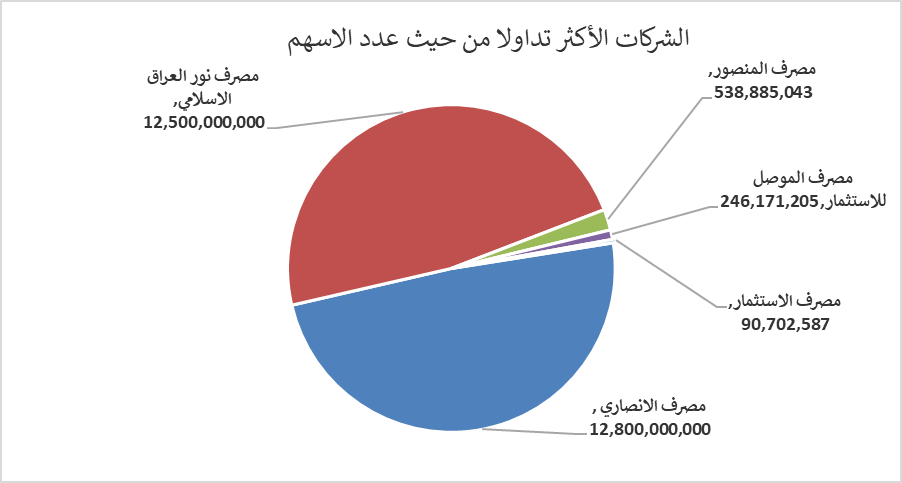 الشركات الأكثر تداولا من حيث عدد الاسهم
مصرف المنصور,
538,885,043
مصرف نور العراق
الاسلامي,
12,500,000,000
مصرف الموصل
للاستثمار,246,171,205
مصرف الاستثمار,
90,702,587
مصرف الانصاري ,
12,800,000,000